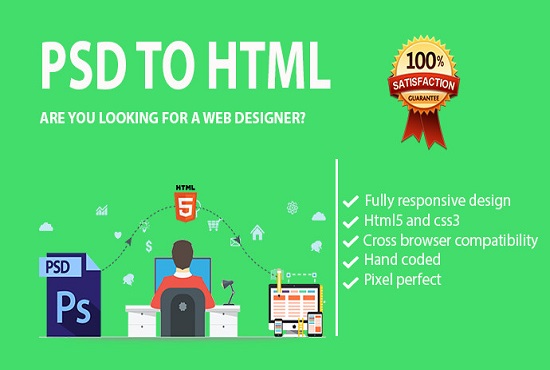 PSD TO HTML
ARE YOU LOOKING FOR A WEB DESIGNER?
100%
SATISFACTION
GUARANTEE
HTML
5
PSD
Ps
Fully responsive design
Html5 and css3
Cross browser compatibility
Hand coded
Pixel perfect